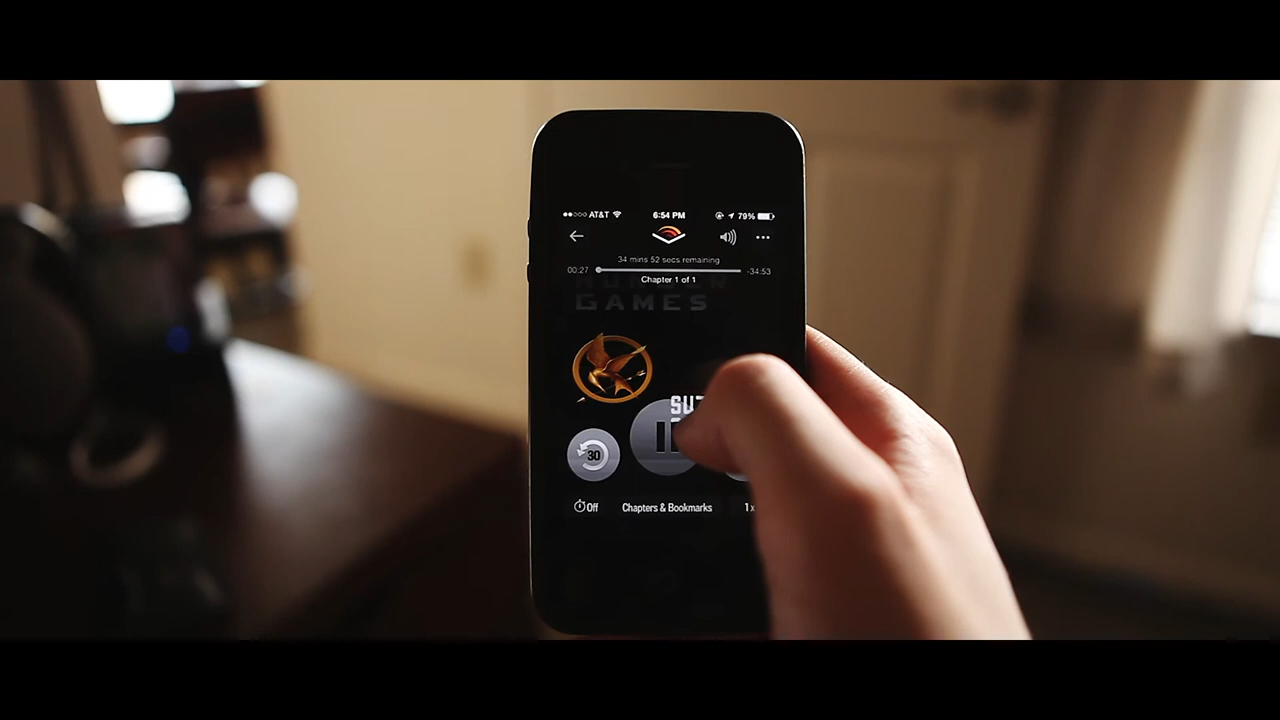 AT&T 6:54 PM 79%
34 mins 52 secs remaining
00:27 -34:53
Chapter 1 of 1
GAMES
30
Off Chapters & Bookmarks 1x